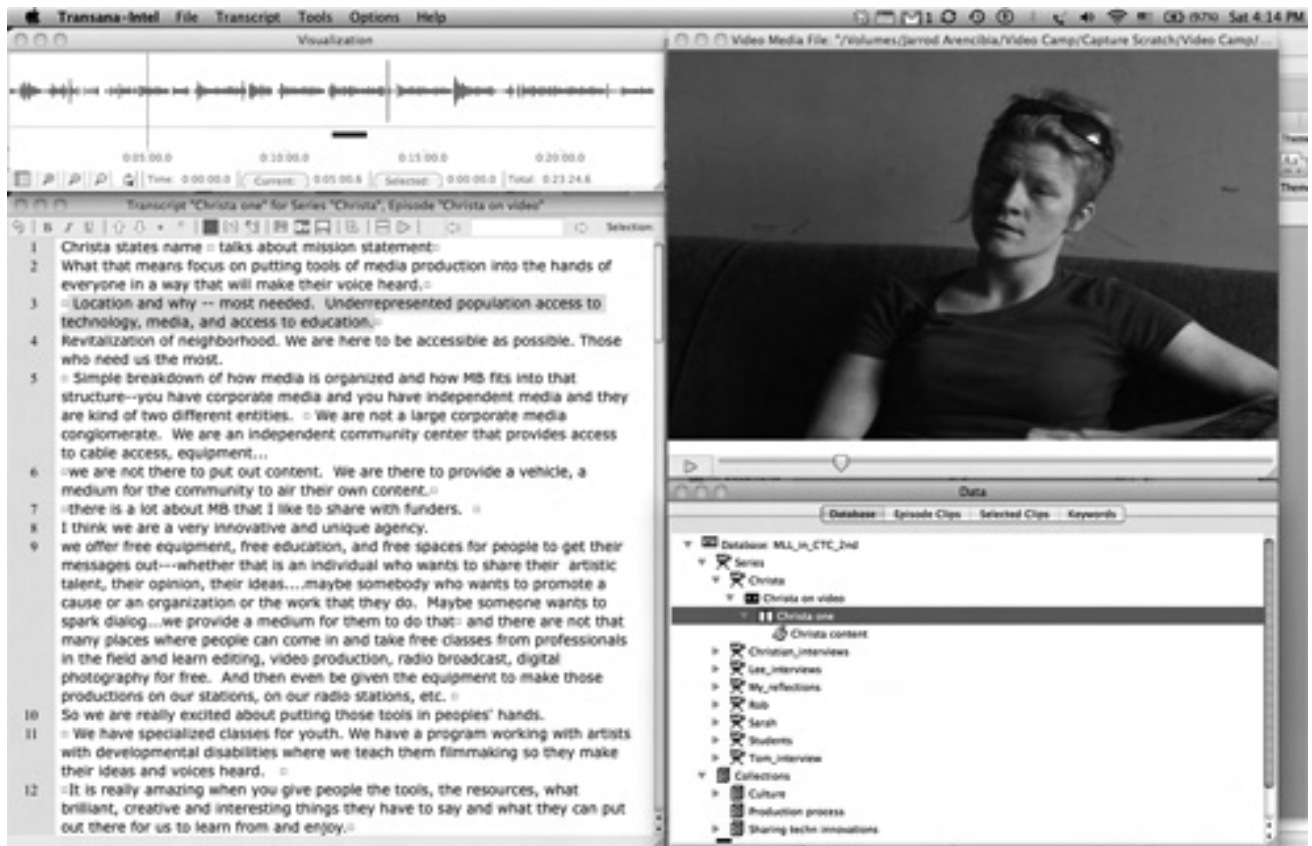 Transana-Intel File Transcript Tools Options Help
1
(97%) Sat 4:14 PM
Visualization
0:05:00.0 0:10:00.0 0:15:00.0 0:20:00.0
Time: 0:00:00.0 Current: 0:05:00.6 Selected: 0:00:00.0 Total: 0:23:24.6
Transcript "Christa one" for Series "Christa", Episode "Christa on video"
B I U Selection:
1 Christa states name talks about mission statement
2 What that means focus on putting tools of media production into the hands of
everyone in a way that will make their voice heard.
3 Location and why -- most needed. Underrepresented population access to
technology, media, and access to education.
4 Revitalization of neighborhood. We are here to be accessible as possible. Those
who need us the most.
5 Simple breakdown of how media is organized and how MB fits into that
structure--you have corporate media and you have independent media and they
are kind of two different entities. We are not a large corporate media
conglomerate. We are an independent community center that provides access
to cable access, equipment...
6 we are not there to put out content. We are there to provide a vehicle, a
medium for the community to air their own content.
7 there is a lot about MB that I like to share with funders.
8 I think we are a very innovative and unique agency.
9 we offer free equipment, free education, and free spaces for people to get their
messages out---whether that is an individual who wants to share their artistic
talent, their opinion, their ideas....maybe somebody who wants to promote a
cause or an organization or the work that they do. Maybe someone wants to
spark dialog...we provide a medium for them to do that and there are not that
many places where people can come in and take free classes from professionals
in the field and learn editing, video production, radio broadcast, digital
photography for free. And then even be given the equipment to make those
productions on our stations, on our radio stations, etc.
10 So we are really excited about putting those tools in peoples' hands.
11 We have specialized classes for youth. We have a program working with artists
with developmental disabilities where we teach them filmmaking so they make
their ideas and voices heard.
12 It is really amazing when you give people the tools, the resources, what
brilliant, creative and interesting things they have to say and what they can put
out there for us to learn from and enjoy.
Video Media File: "/Volumes/Jarrod Arencibia/Video Camp/Capture Scratch/Video Camp/...
Data
Database Episode Clips Selected Clips Keywords
Database: MLL_in_CTC_2nd
Series
Christa
Christa on video
Christa one
Christa content
Christian_interviews
Lee_interviews
My_reflections
Rob
Sarah
Students
Tom_interview
Collections
Culture
Production process
Sharing techn innovations